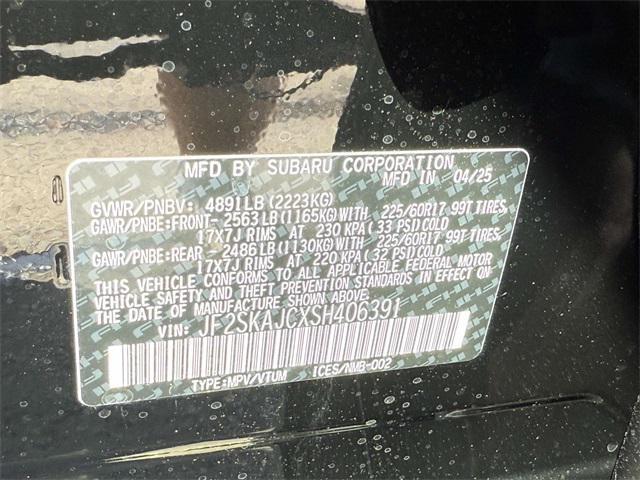 MFD BY SUBARU CORPORATION
MFD IN 04/25
GVWR/PNBV: 4891LB(2223KG)
GAWR/PNBE:FRONT- 2563LB(1165KG)WITH 225/60R17 99T TIRES
17X7J RIMS AT 230 KPA(33 PSI)COLD
GAWR/PNBE:REAR - 2486LB(1130KG)WITH 225/60R17 99T TIRES
17X7J RIMS AT 220 KPA(32 PSI)COLD
THIS VEHICLE CONFORMS TO ALL APPLICABLE FEDERAL MOTOR
VEHICLE SAFETY AND THEFT PREVENTION STANDARDS IN EFFECT ON
THE DATE OF MANUFACTURE SHOWN ABOVE.
VIN: JF2SKAJCXSH406391
TYPE:MPV/VTUM ICES/NMB-002